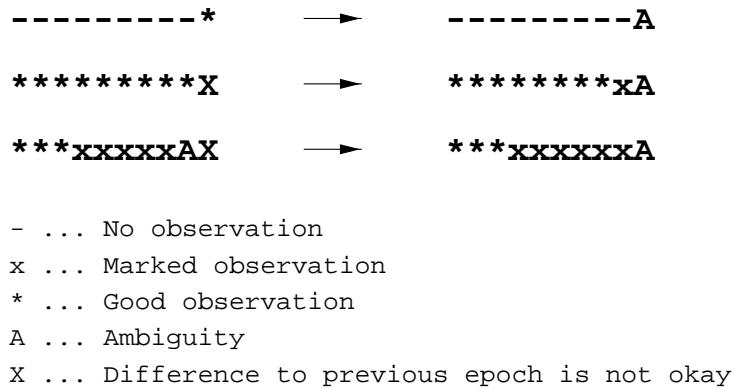 ---------* ⟶ ---------A
*********X ⟶ ********xA
***xxxxxAX ⟶ ***xxxxxxA
- ... No observation
x ... Marked observation
* ... Good observation
A ... Ambiguity
X ... Difference to previous epoch is not okay